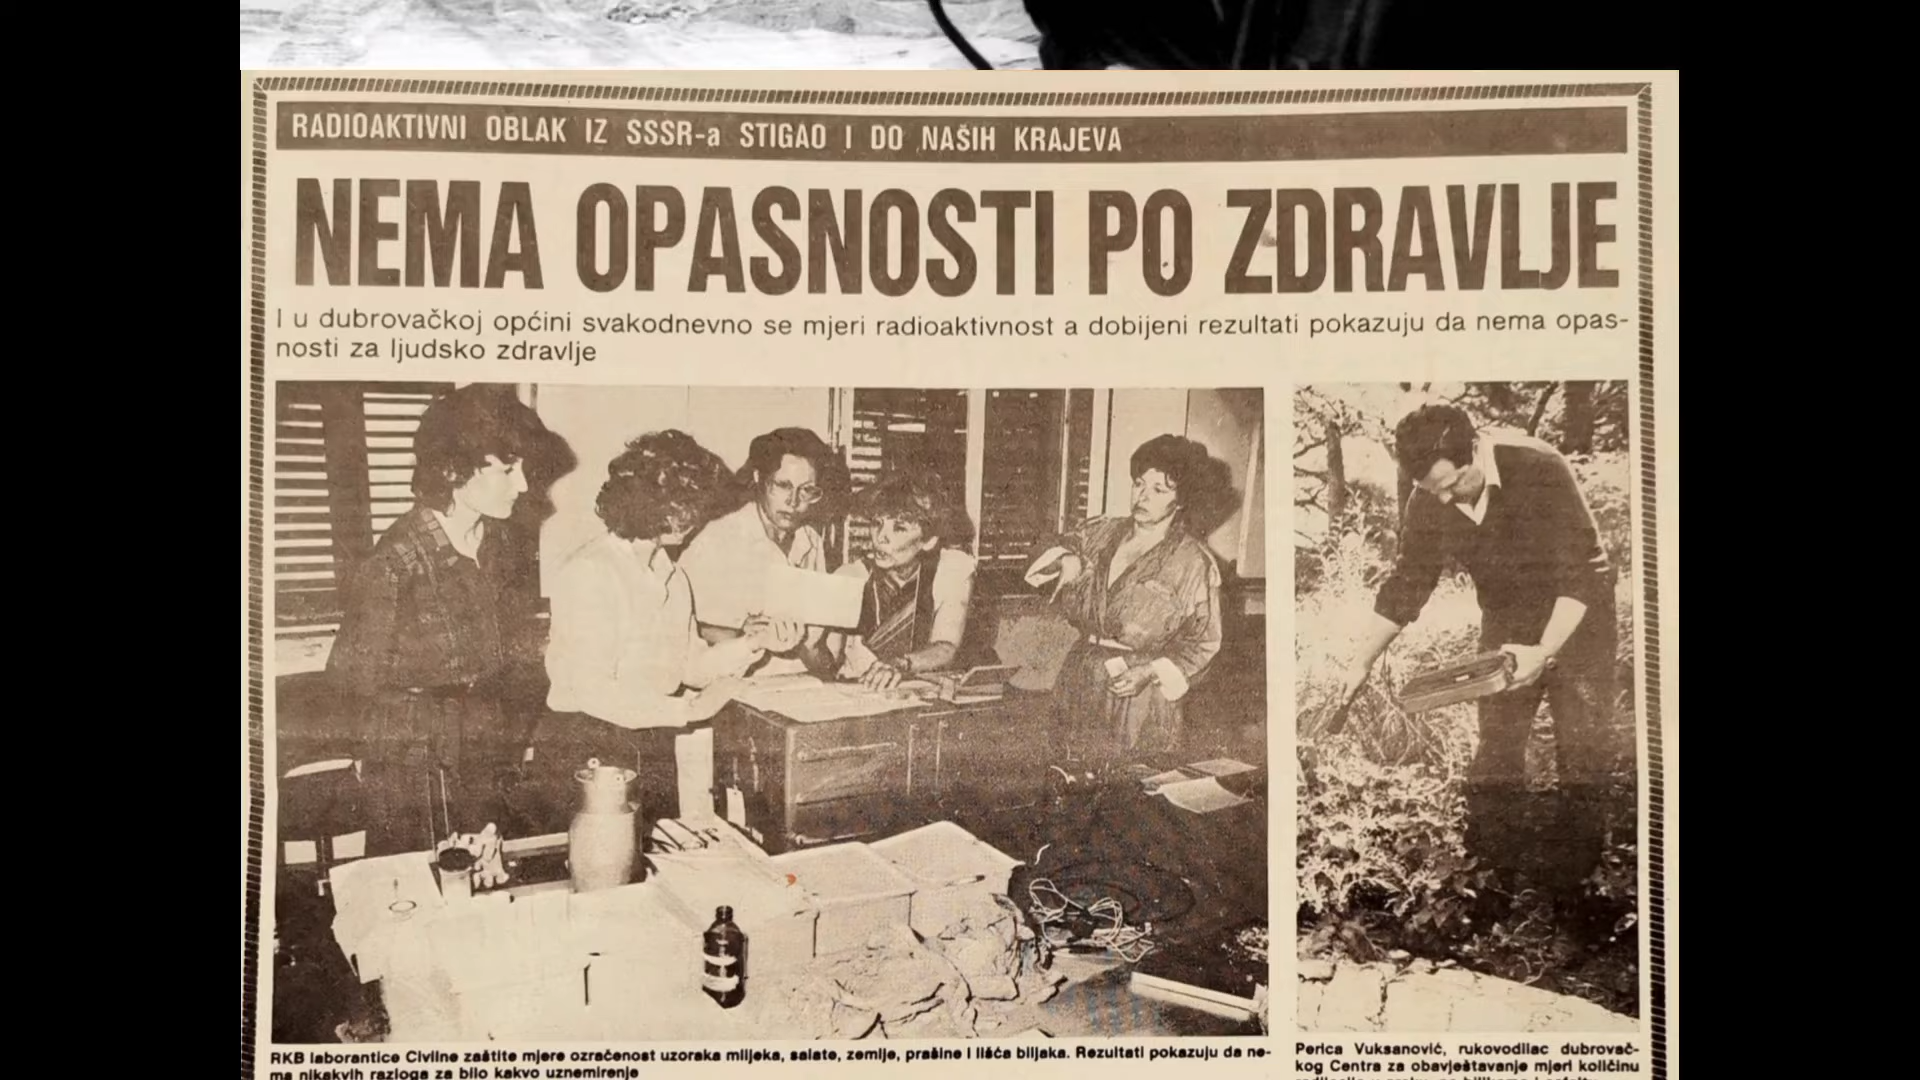 RADIOAKTIVNI OBLAK IZ SSSR-a STIGAO I DO NAŠIH KRAJEVA
NEMA OPASNOSTI PO ZDRAVLJE
I u dubrovačkoj općini svakodnevno se mjeri radioaktivnost a dobijeni rezultati pokazuju da nema opas-
nosti za ljudsko zdravlje
RKB laborantice Civilne zaštite mjere ozračenost uzoraka mlijeka, salate, zemlje, prašine i lišća biljaka. Rezultati pokazuju da ne-
ma nikakvih razloga za bilo kakvo uznemirenje
Perica Vuksanović, rukovodilac dubrovač-
kog Centra za obavještavanje mjeri količinu